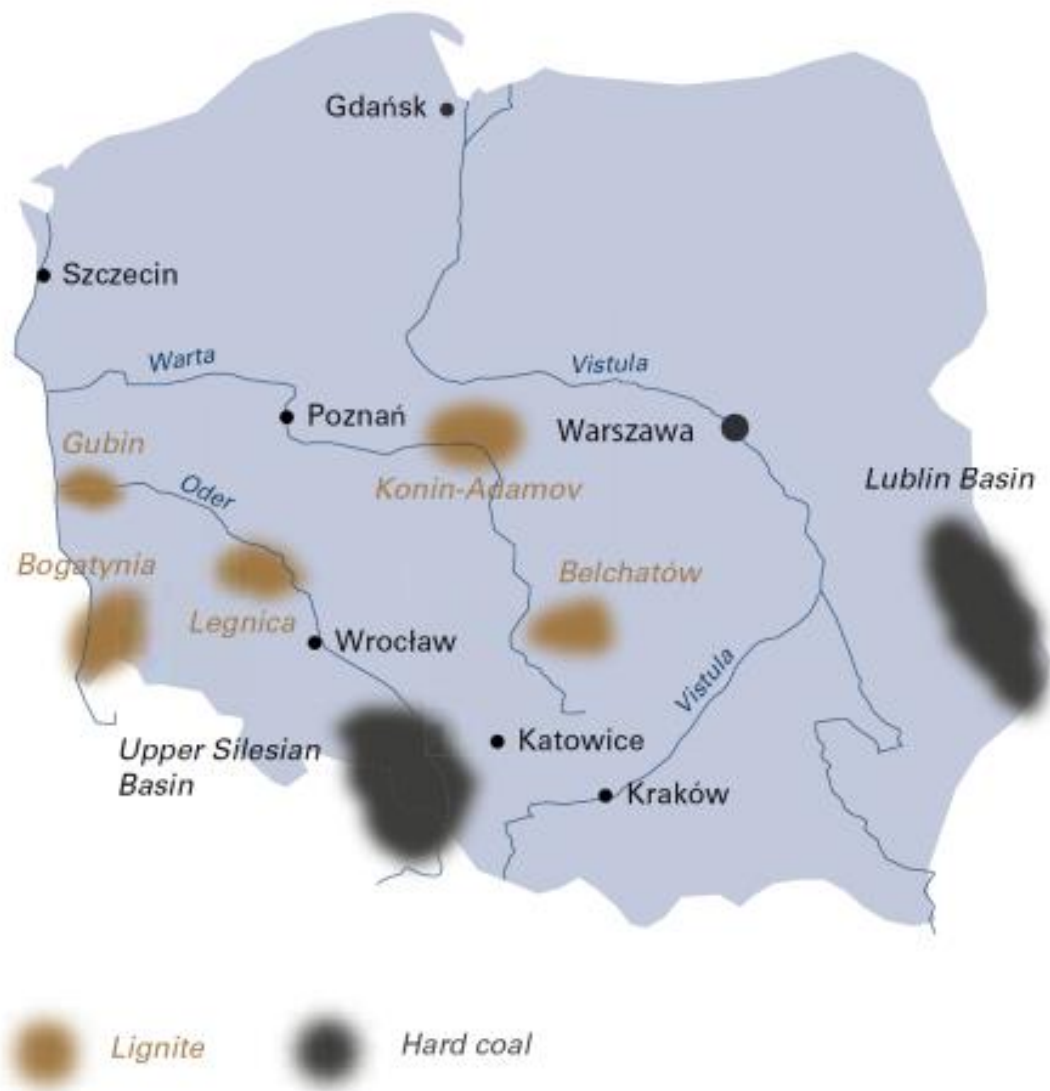 Gdańsk
Szczecin
Warta
Vistula
Poznań
Warszawa
Gubin
Oder
Konin-Adamov
Lublin Basin
Bogatynia
Legnica
Belchatów
Wrocław
Vistula
Upper Silesian
Basin
Katowice
Kraków
Lignite
Hard coal